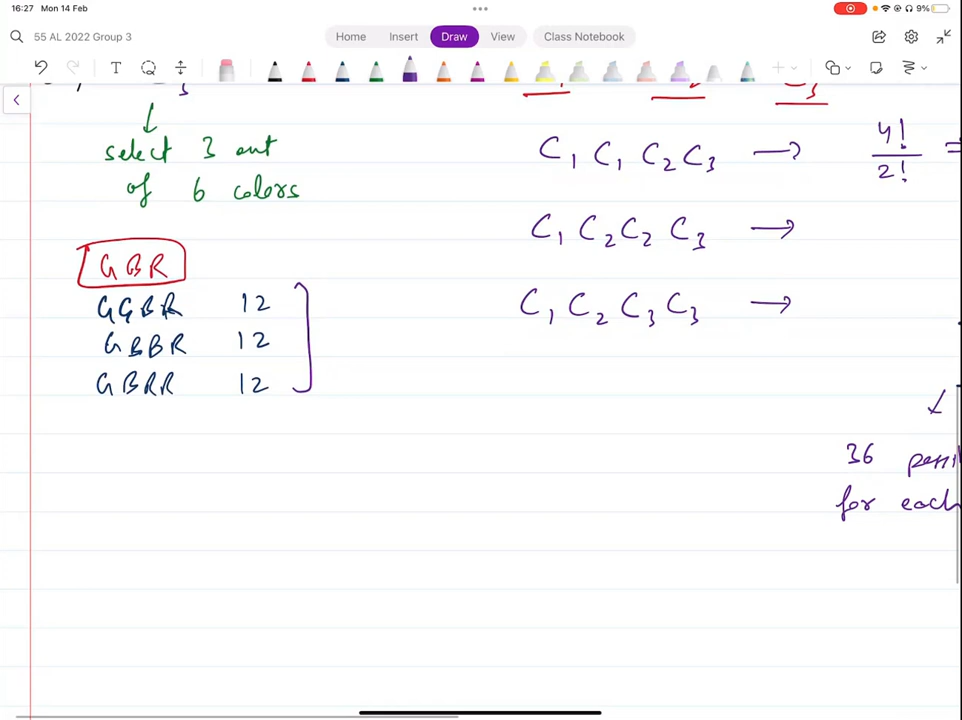 16:27 Mon 14 Feb
9%
55 AL 2022 Group 3
Home Insert Draw View Class Notebook
select 3 out
of 6 colors
GBR
GGBR 12
GBBR 12
GBRR 12
C₁ C₁ C₂ C₃ → 4!/2! =
C₁ C₂ C₂ C₃ →
C₁ C₂ C₃ C₃ →
36
for each